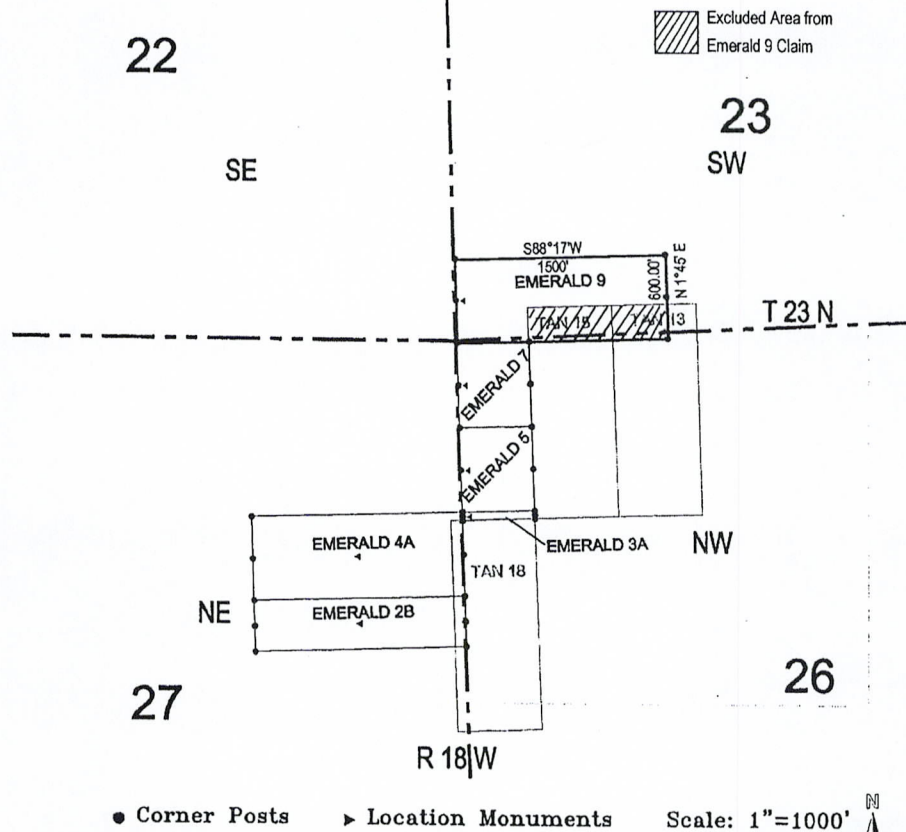 22
Excluded Area from
Emerald 9 Claim
23
SE
SW
S88°17'W
1500'
EMERALD 9
600.00'
N 1°45' E
TAN 15
TAN 13
T 23 N
EMERALD 7
EMERALD 5
EMERALD 4A
EMERALD 3A
NW
TAN 18
NE
EMERALD 2B
27
26
R 18 W
Corner Posts
Location Monuments
Scale: 1"=1000'
N